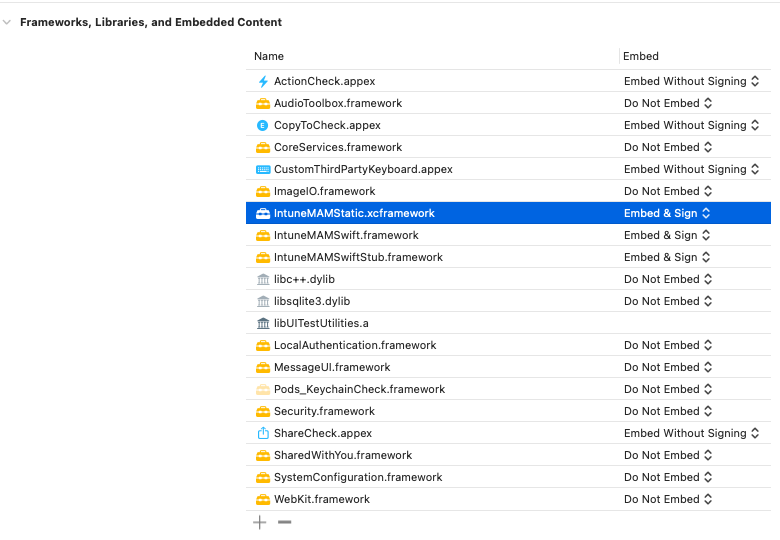 Frameworks, Libraries, and Embedded Content
Name Embed
ActionCheck.appex Embed Without Signing
AudioToolbox.framework Do Not Embed
E CopyToCheck.appex Embed Without Signing
CoreServices.framework Do Not Embed
CustomThirdPartyKeyboard.appex Embed Without Signing
ImageIO.framework Do Not Embed
IntuneMAMStatic.xcframework Embed & Sign
IntuneMAMSwift.framework Embed & Sign
IntuneMAMSwiftStub.framework Embed & Sign
libc++.dylib Do Not Embed
libsqlite3.dylib Do Not Embed
libUITestUtilities.a
LocalAuthentication.framework Do Not Embed
MessageUI.framework Do Not Embed
Pods_KeychainCheck.framework Do Not Embed
Security.framework Do Not Embed
ShareCheck.appex Embed Without Signing
SharedWithYou.framework Do Not Embed
SystemConfiguration.framework Do Not Embed
WebKit.framework Do Not Embed